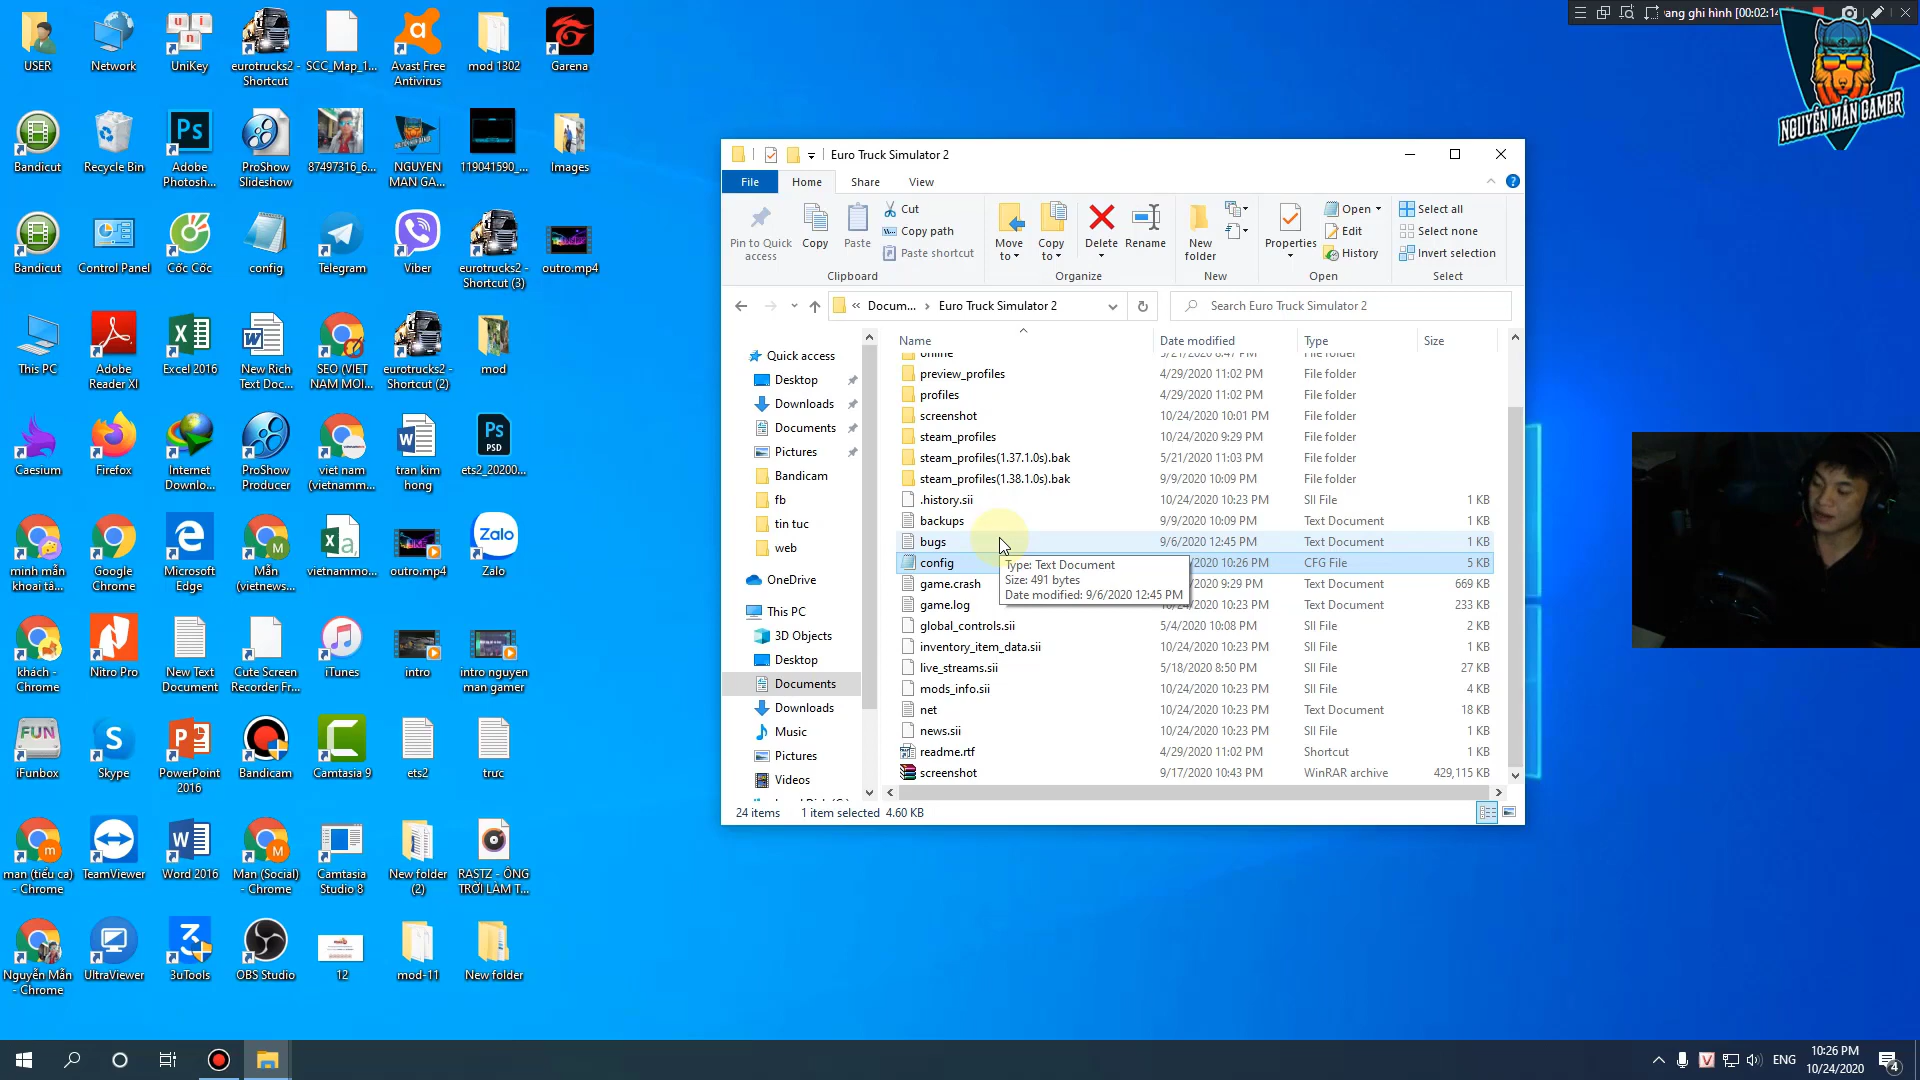 USER
Network
UniKey
eurotrucks2 -
Shortcut
SCC_Map_1...
Avast Free
Antivirus
mod 1302
Garena
Bandicut
Recycle Bin
Adobe
Photosh...
ProShow
Slideshow
87497316_6...
NGUYEN
MAN GA...
119041590_...
Images
Bandicut
Control Panel
Cốc Cốc
config
Telegram
Viber
eurotrucks2 -
Shortcut (3)
outro.mp4
This PC
Adobe
Reader XI
Excel 2016
New Rich
Text Doc...
SEO (VIET
NAM MOI...
eurotrucks2 -
Shortcut (2)
mod
Caesium
Firefox
Internet
Downlo...
ProShow
Producer
viet nam
(vietnamm...
tran kim
hong
ets2_20200...
minh mẫn
khoai tâ...
Google
Chrome
Microsoft
Edge
Mẫn
(vietnews...
vietnammo...
outro.mp4
Zalo
khách -
Chrome
Nitro Pro
New Text
Document
Cute Screen
Recorder Fr...
iTunes
intro
intro nguyen
man gamer
iFunbox
Skype
PowerPoint
2016
Bandicam
Camtasia 9
ets2
truc
man (tiểu ca)
- Chrome
TeamViewer
Word 2016
Man (Social)
- Chrome
Camtasia
Studio 8
New folder
(2)
RASTZ - ÔNG
TRỜI LÀM T...
Nguyễn Mẫn
- Chrome
UltraViewer
3uTools
OBS Studio
12
mod-11
New folder
Euro Truck Simulator 2
File
Home
Share
View
Pin to Quick
access
Copy
Paste
Cut
Copy path
Paste shortcut
Clipboard
Move
to
Copy
to
Delete
Rename
Organize
New
folder
New
Properties
Open
Edit
History
Open
Select all
Select none
Invert selection
Select
« Docum... › Euro Truck Simulator 2
Search Euro Truck Simulator 2
Quick access
Desktop
Downloads
Documents
Pictures
Bandicam
fb
tin tuc
web
OneDrive
This PC
3D Objects
Desktop
Documents
Downloads
Music
Pictures
Videos
Name Date modified Type Size
online 5/21/2020 8:47 PM File folder
preview_profiles 4/29/2020 11:02 PM File folder
profiles 4/29/2020 11:02 PM File folder
screenshot 10/24/2020 10:01 PM File folder
steam_profiles 10/24/2020 9:29 PM File folder
steam_profiles(1.37.1.0s).bak 5/21/2020 11:03 PM File folder
steam_profiles(1.38.1.0s).bak 9/9/2020 10:09 PM File folder
.history.sii 10/24/2020 10:23 PM SII File 1 KB
backups 9/9/2020 10:09 PM Text Document 1 KB
bugs 9/6/2020 12:45 PM Text Document 1 KB
config /2020 10:26 PM CFG File 5 KB
game.crash /2020 9:29 PM Text Document 669 KB
game.log 10/24/2020 10:23 PM Text Document 233 KB
global_controls.sii 5/4/2020 10:08 PM SII File 2 KB
inventory_item_data.sii 10/24/2020 10:23 PM SII File 1 KB
live_streams.sii 5/18/2020 8:50 PM SII File 27 KB
mods_info.sii 10/24/2020 10:23 PM SII File 4 KB
net 10/24/2020 10:23 PM Text Document 18 KB
news.sii 10/24/2020 10:23 PM SII File 1 KB
readme.rtf 4/29/2020 11:02 PM Shortcut 1 KB
screenshot 9/17/2020 10:43 PM WinRAR archive 429,115 KB
Type: Text Document
Size: 491 bytes
Date modified: 9/6/2020 12:45 PM
24 items 1 item selected 4.60 KB
ang ghi hình [00:02:14
NGUYỄN MẪN GAMER
ENG
10:26 PM
10/24/2020
4